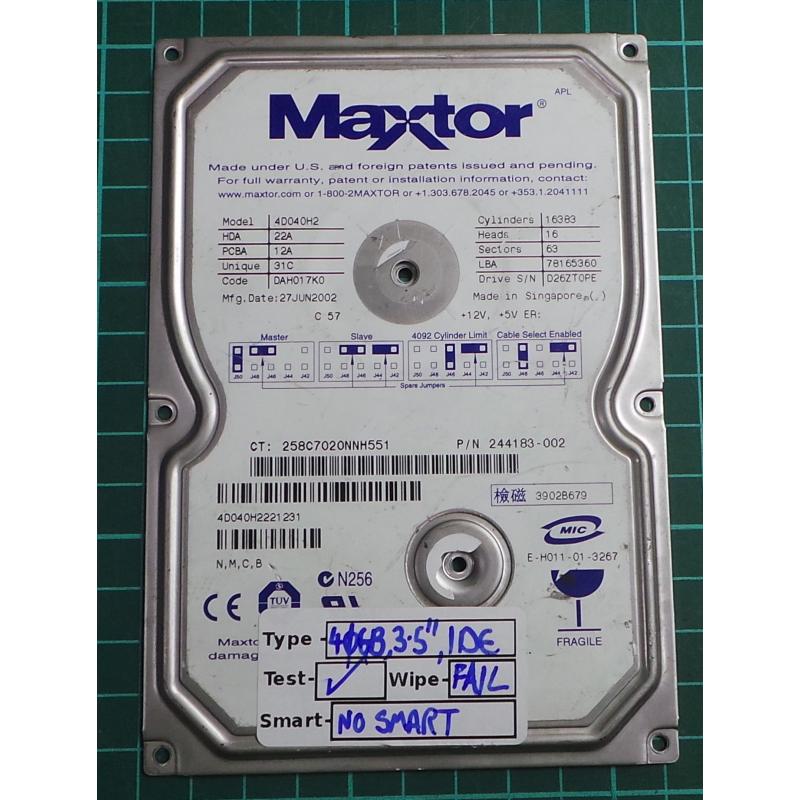 Maxtor®
APL
Made under U.S. and foreign patents issued and pending.
For full warranty, patent or installation information, contact:
www.maxtor.com or 1-800-2MAXTOR or +1.303.678.2045 or +353.1.2041111
Model 4D040H2
HDA 22A
PCBA 12A
Unique 31C
Code DAH017K0
Mfg.Date:27JUN2002
C 57
Cylinders 16383
Heads 16
Sectors 63
LBA 78165360
Drive S/N D26ZT0PE
Made in Singapore
+12V, +5V ER:
Master Slave 4092 Cylinder Limit Cable Select Enabled
J50 J48 J46 J44 J42 J50 J48 J46 J44 J42 J50 J48 J46 J44 J42 J50 J48 J46 J44 J42
Spare Jumpers
CT: 258C7020NNH551 P/N 244183-002
4D040H2221231
檢磁 3902B679
N,M,C,B
MIC
E-H011-01-3267
N256
CE
TUV
FRAGILE
damag
Type- 40GB, 3.5", IDE
Test- ✓ Wipe- FAIL
Smart- NO SMART